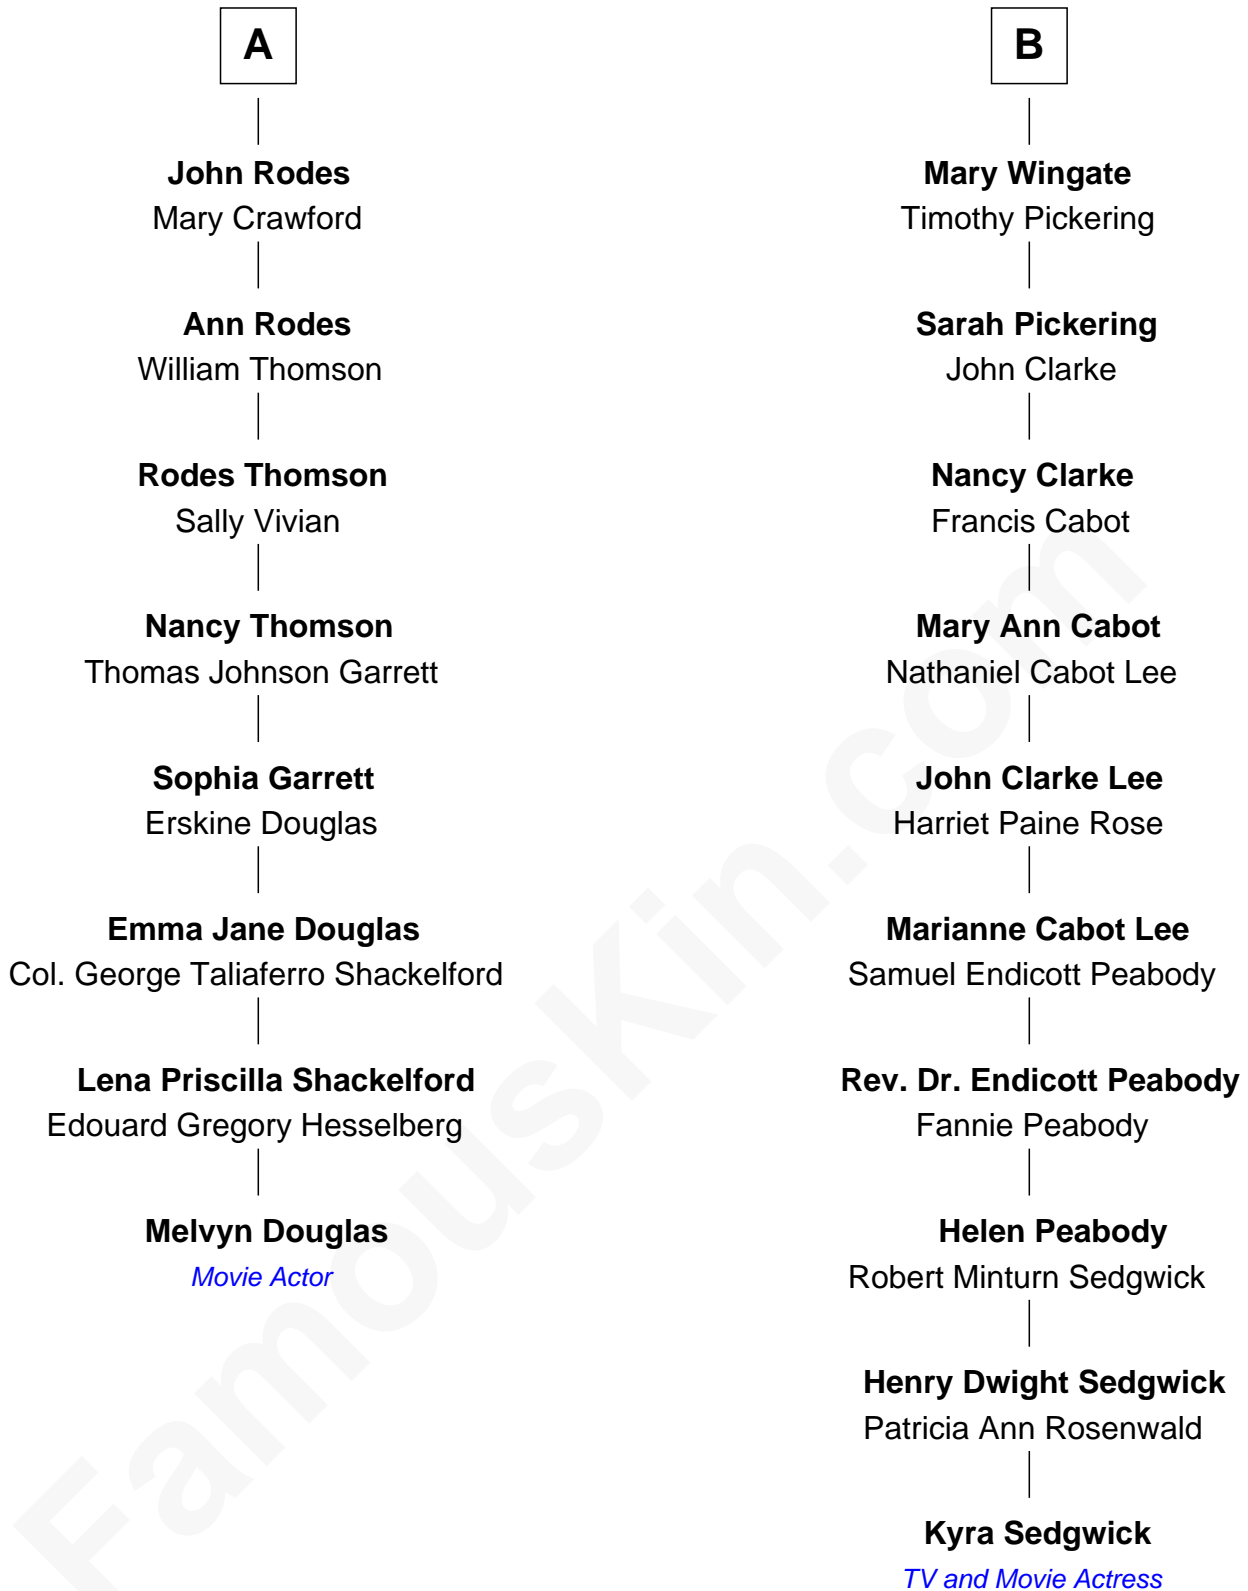 A
John Rodes
Mary Crawford
Ann Rodes
William Thomson
Rodes Thomson
Sally Vivian
Nancy Thomson
Thomas Johnson Garrett
Sophia Garrett
Erskine Douglas
Emma Jane Douglas
Col. George Taliaferro Shackelford
Lena Priscilla Shackelford
Edouard Gregory Hesselberg
Melvyn Douglas
Movie Actor
B
Mary Wingate
Timothy Pickering
Sarah Pickering
John Clarke
Nancy Clarke
Francis Cabot
Mary Ann Cabot
Nathaniel Cabot Lee
John Clarke Lee
Harriet Paine Rose
Marianne Cabot Lee
Samuel Endicott Peabody
Rev. Dr. Endicott Peabody
Fannie Peabody
Helen Peabody
Robert Minturn Sedgwick
Henry Dwight Sedgwick
Patricia Ann Rosenwald
Kyra Sedgwick
TV and Movie Actress
FamousKin.com